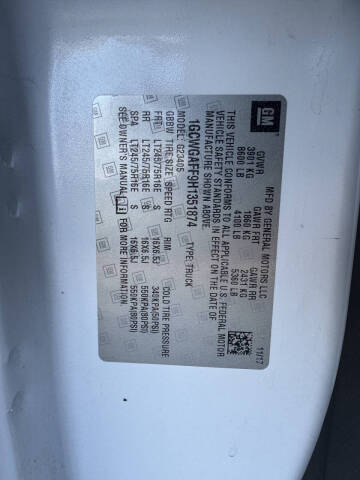 GM
MFD BY GENERAL MOTORS LLC
GVWR GAWR FRT GAWR RR
3901 KG 1860 KG 2431 KG
8600 LB 4100 LB 5360 LB
THIS VEHICLE CONFORMS TO ALL APPLICABLE U.S. FEDERAL MOTOR
VEHICLE SAFETY STANDARDS IN EFFECT ON THE DATE OF
MANUFACTURE SHOWN ABOVE.
1GCWGAFF9H1351874 TYPE: TRUCK
MODEL: G23405
GBBW TIRE SIZE SPEED RTG RIM COLD TIRE PRESSURE
FRT LT245/75R16E S 16X6.5J 345KPA(50PSI)
RR LT245/75R16E S 16X6.5J 550KPA(80PSI)
SPA LT245/75R16E S 16X6.5J 550KPA(80PSI)
SEE OWNER'S MANUAL FOR MORE INFORMATION
11/17